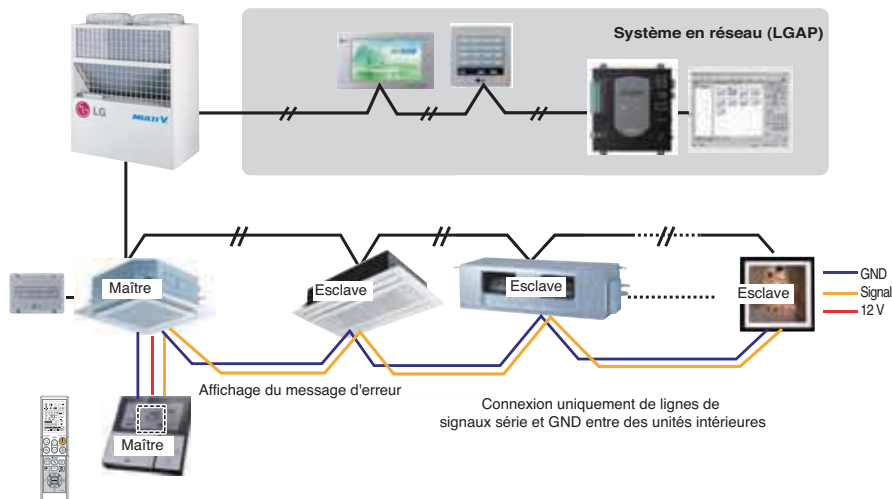 Système en réseau (LGAP)
LG
MULTI V
Maître
Esclave
Esclave
Esclave
GND
Signal
12 V
Affichage du message d'erreur
Connexion uniquement de lignes de
signaux série et GND entre des unités intérieures
Maître